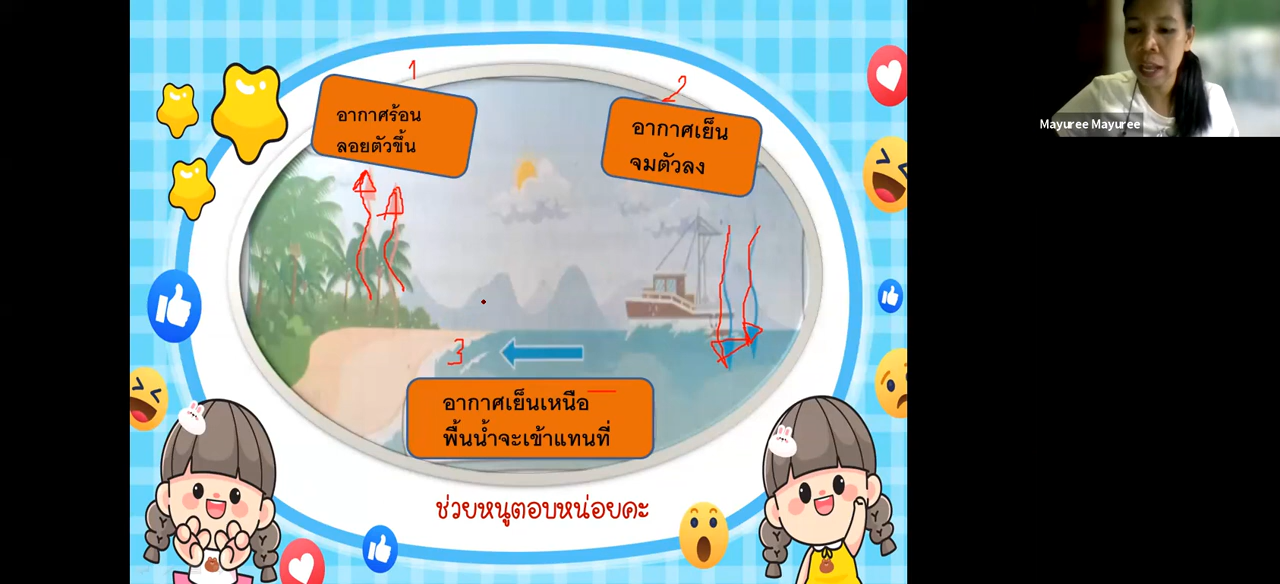 1
อากาศร้อน
ลอยตัวขึ้น
2
อากาศเย็น
จมตัวลง
3
อากาศเย็นเหนือ
พื้นน้ำจะเข้าแทนที่
ช่วยหนูตอบหน่อยคะ
Mayuree Mayuree